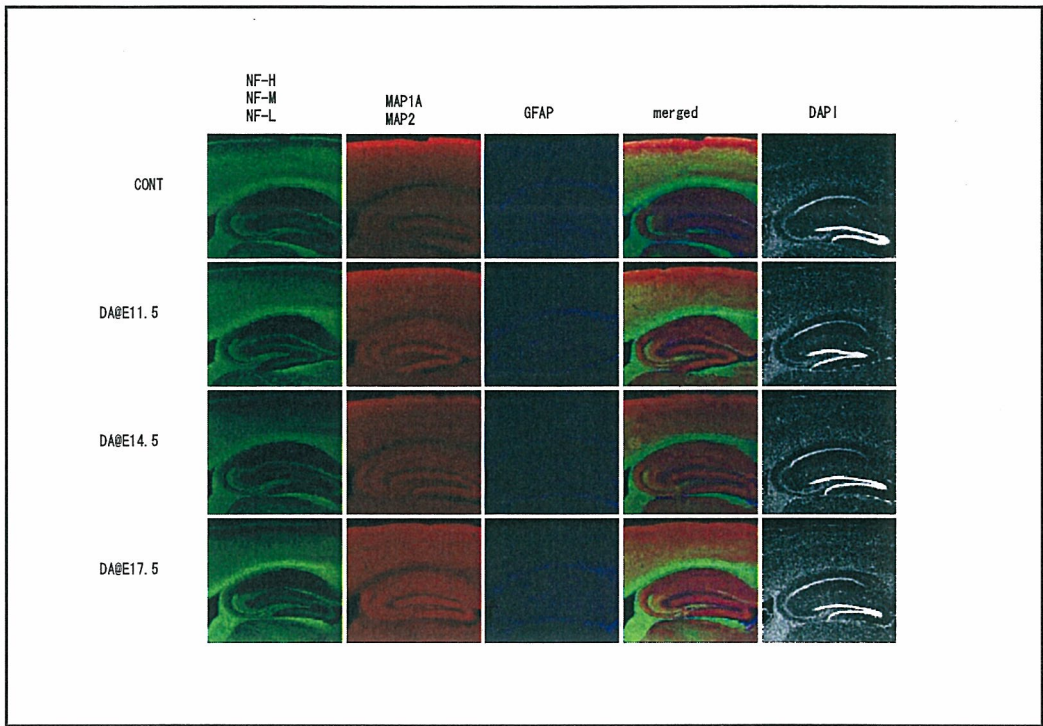 NF-H
NF-M
NF-L
MAP1A
MAP2
GFAP
merged
DAPI
CONT
DA@E11.5
DA@E14.5
DA@E17.5